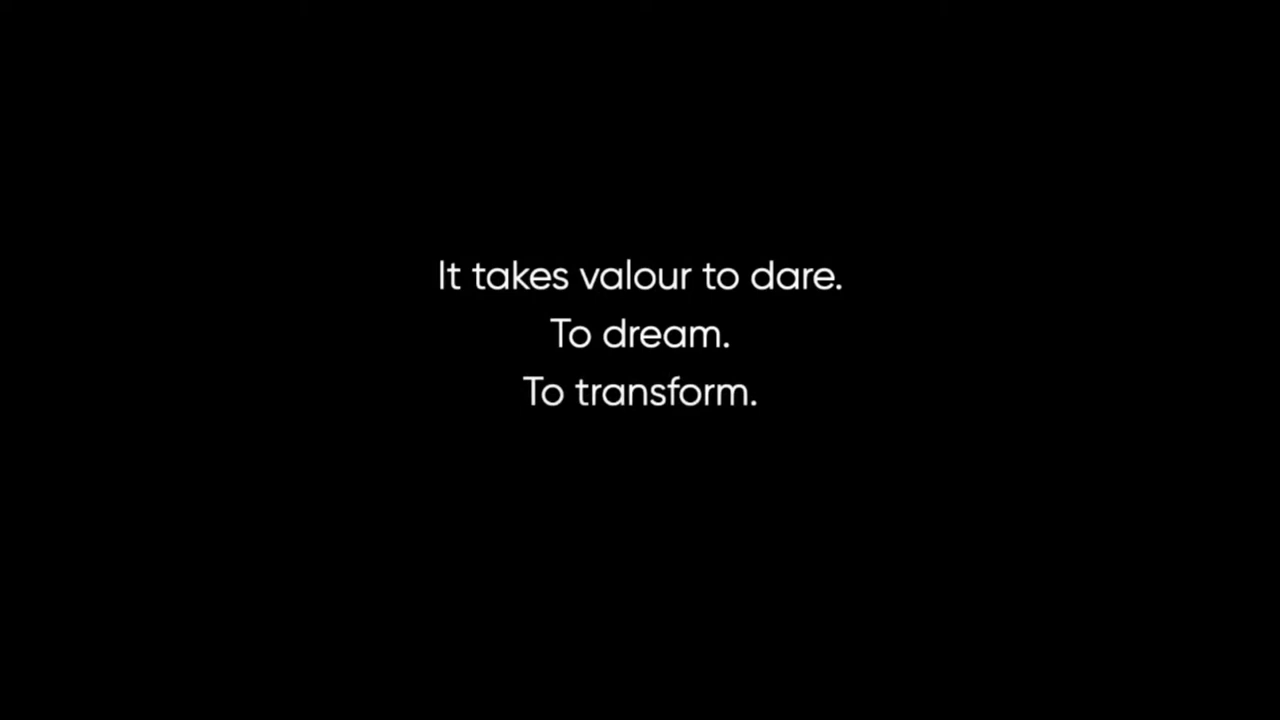 It takes valour to dare.
To dream.
To transform.